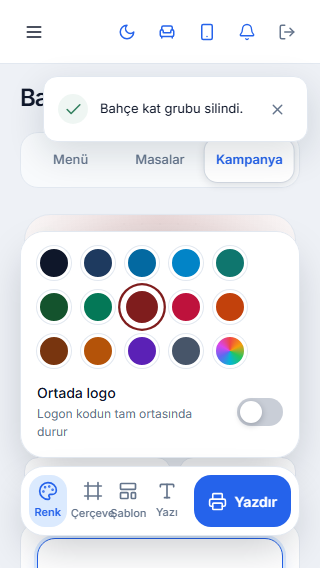 Ba
Bahçe kat grubu silindi.
Menü
Masalar
Kampanya
Ortada logo
Logon kodun tam ortasında
durur
Renk
Çerçeve
Şablon
Yazı
Yazdır